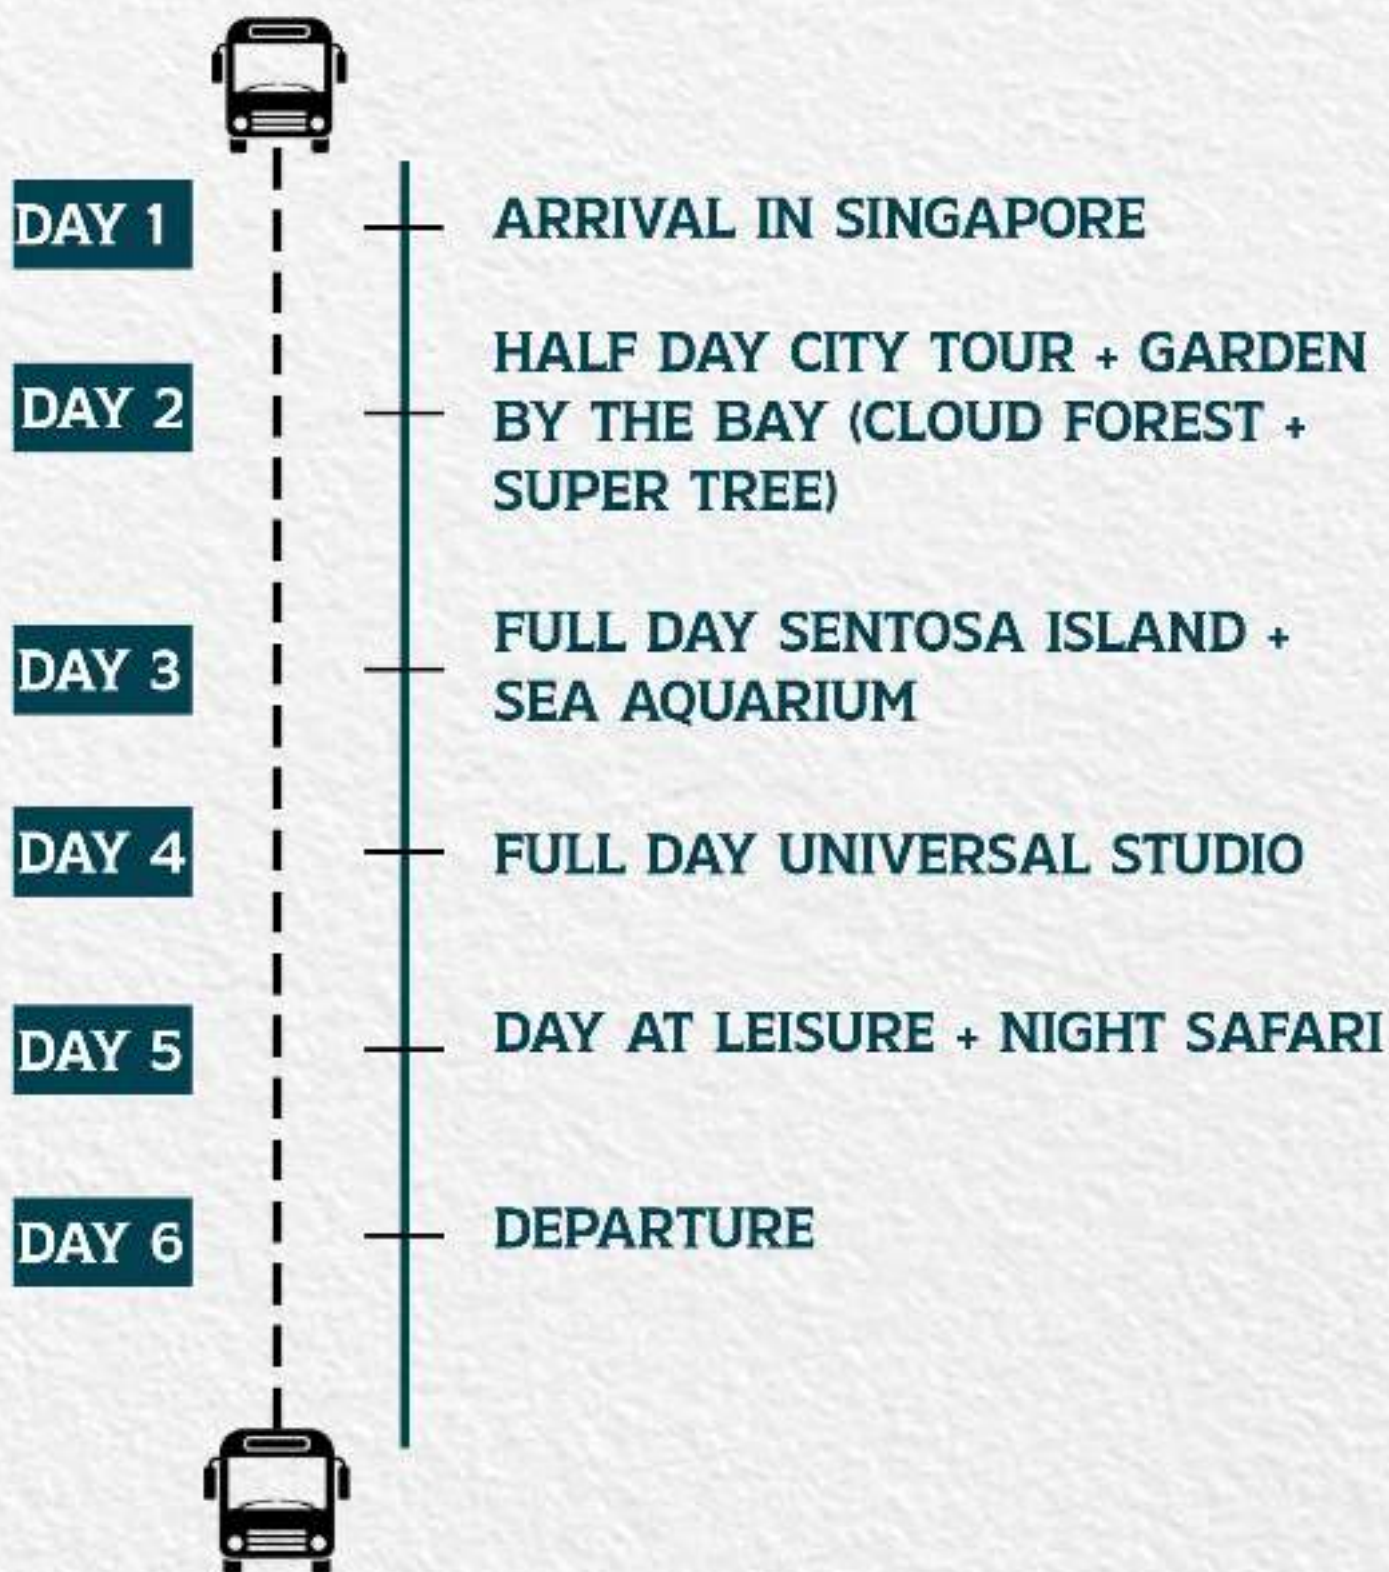 DAY 1
ARRIVAL IN SINGAPORE
DAY 2
HALF DAY CITY TOUR + GARDEN
BY THE BAY (CLOUD FOREST +
SUPER TREE)
DAY 3
FULL DAY SENTOSA ISLAND +
SEA AQUARIUM
DAY 4
FULL DAY UNIVERSAL STUDIO
DAY 5
DAY AT LEISURE + NIGHT SAFARI
DAY 6
DEPARTURE